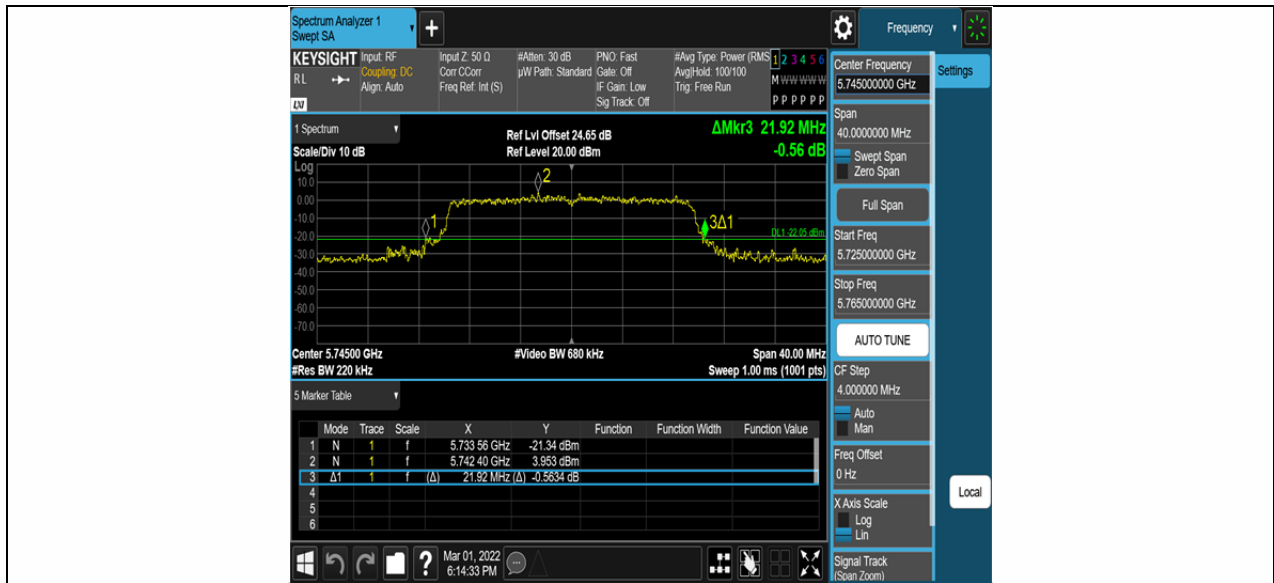 Spectrum Analyzer 1
Swept SA
+
Frequency
KEYSIGHT
RL
LXI
Input: RF
Coupling: DC
Align: Auto
Input Z: 50 Ω
Corr CCorr
Freq Ref: Int (S)
#Atten: 30 dB
µW Path: Standard
PNO: Fast
Gate: Off
IF Gain: Low
Sig Track: Off
#Avg Type: Power (RMS
Avg|Hold: 100/100
Trig: Free Run
1 2 3 4 5 6
M W W W W W
P P P P P P
1 Spectrum
Scale/Div 10 dB
Ref Lvl Offset 24.65 dB
Ref Level 20.00 dBm
ΔMkr3 21.92 MHz
-0.56 dB
Log
10.0
0.00
-10.0
-20.0
-30.0
-40.0
-50.0
-60.0
-70.0
1
2
3Δ1
DL1 -22.05 dBm
Center 5.74500 GHz
#Res BW 220 kHz
#Video BW 680 kHz
Span 40.00 MHz
Sweep 1.00 ms (1001 pts)
5 Marker Table
Mode Trace Scale X Y Function Function Width Function Value
1 N 1 f 5.733 56 GHz -21.34 dBm
2 N 1 f 5.742 40 GHz 3.953 dBm
3 Δ1 1 f (Δ) 21.92 MHz (Δ) -0.5634 dB
4
5
6
?
Mar 01, 2022
6:14:33 PM
Center Frequency
5.745000000 GHz
Span
40.0000000 MHz
Swept Span
Zero Span
Full Span
Start Freq
5.725000000 GHz
Stop Freq
5.765000000 GHz
AUTO TUNE
CF Step
4.000000 MHz
Auto
Man
Freq Offset
0 Hz
X Axis Scale
Log
Lin
Signal Track
(Span Zoom)
Settings
Local